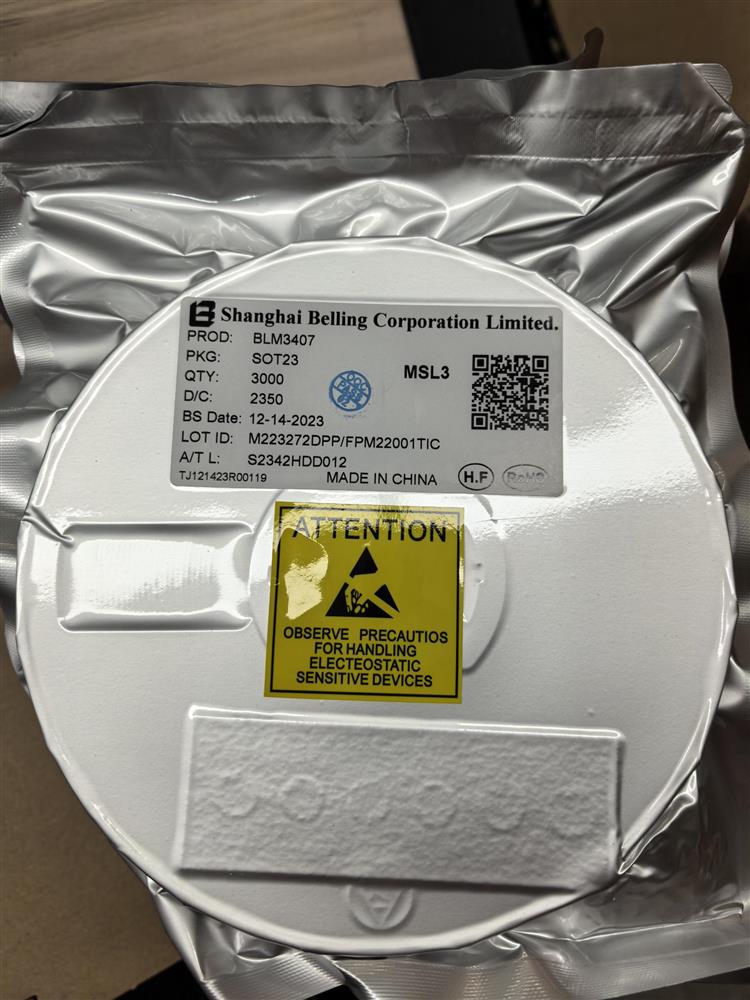 Shanghai Belling Corporation Limited.
PROD: BLM3407
PKG: SOT23
QTY: 3000
MSL3
D/C: 2350
BS Date: 12-14-2023
LOT ID: M223272DPP/FPM22001TIC
A/T L: S2342HDD012
TJ121423R00119 MADE IN CHINA H.F RoHS
ATTENTION
OBSERVE PRECAUTIOS
FOR HANDLING
ELECTEOSTATIC
SENSITIVE DEVICES